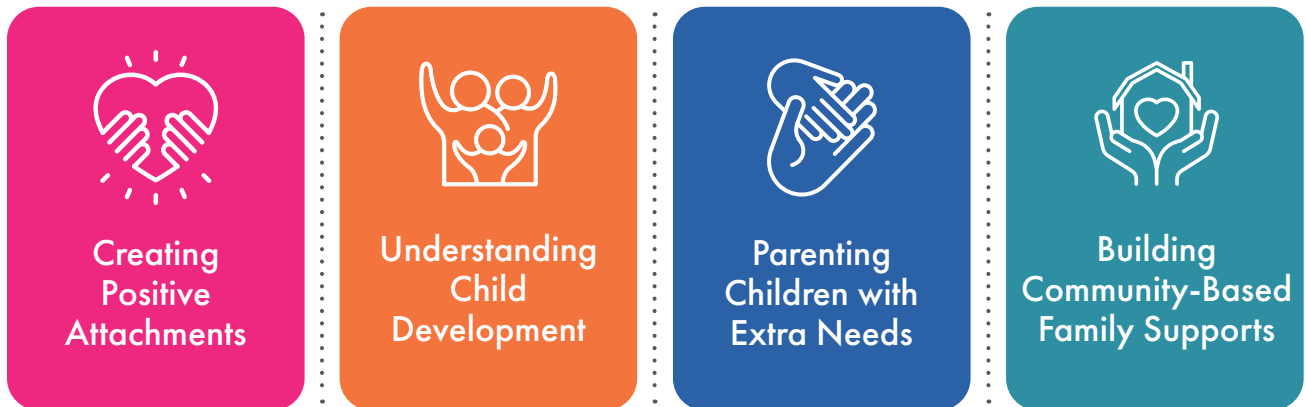 Creating
Positive
Attachments
Understanding
Child
Development
Parenting
Children with
Extra Needs
Building
Community-Based
Family Supports